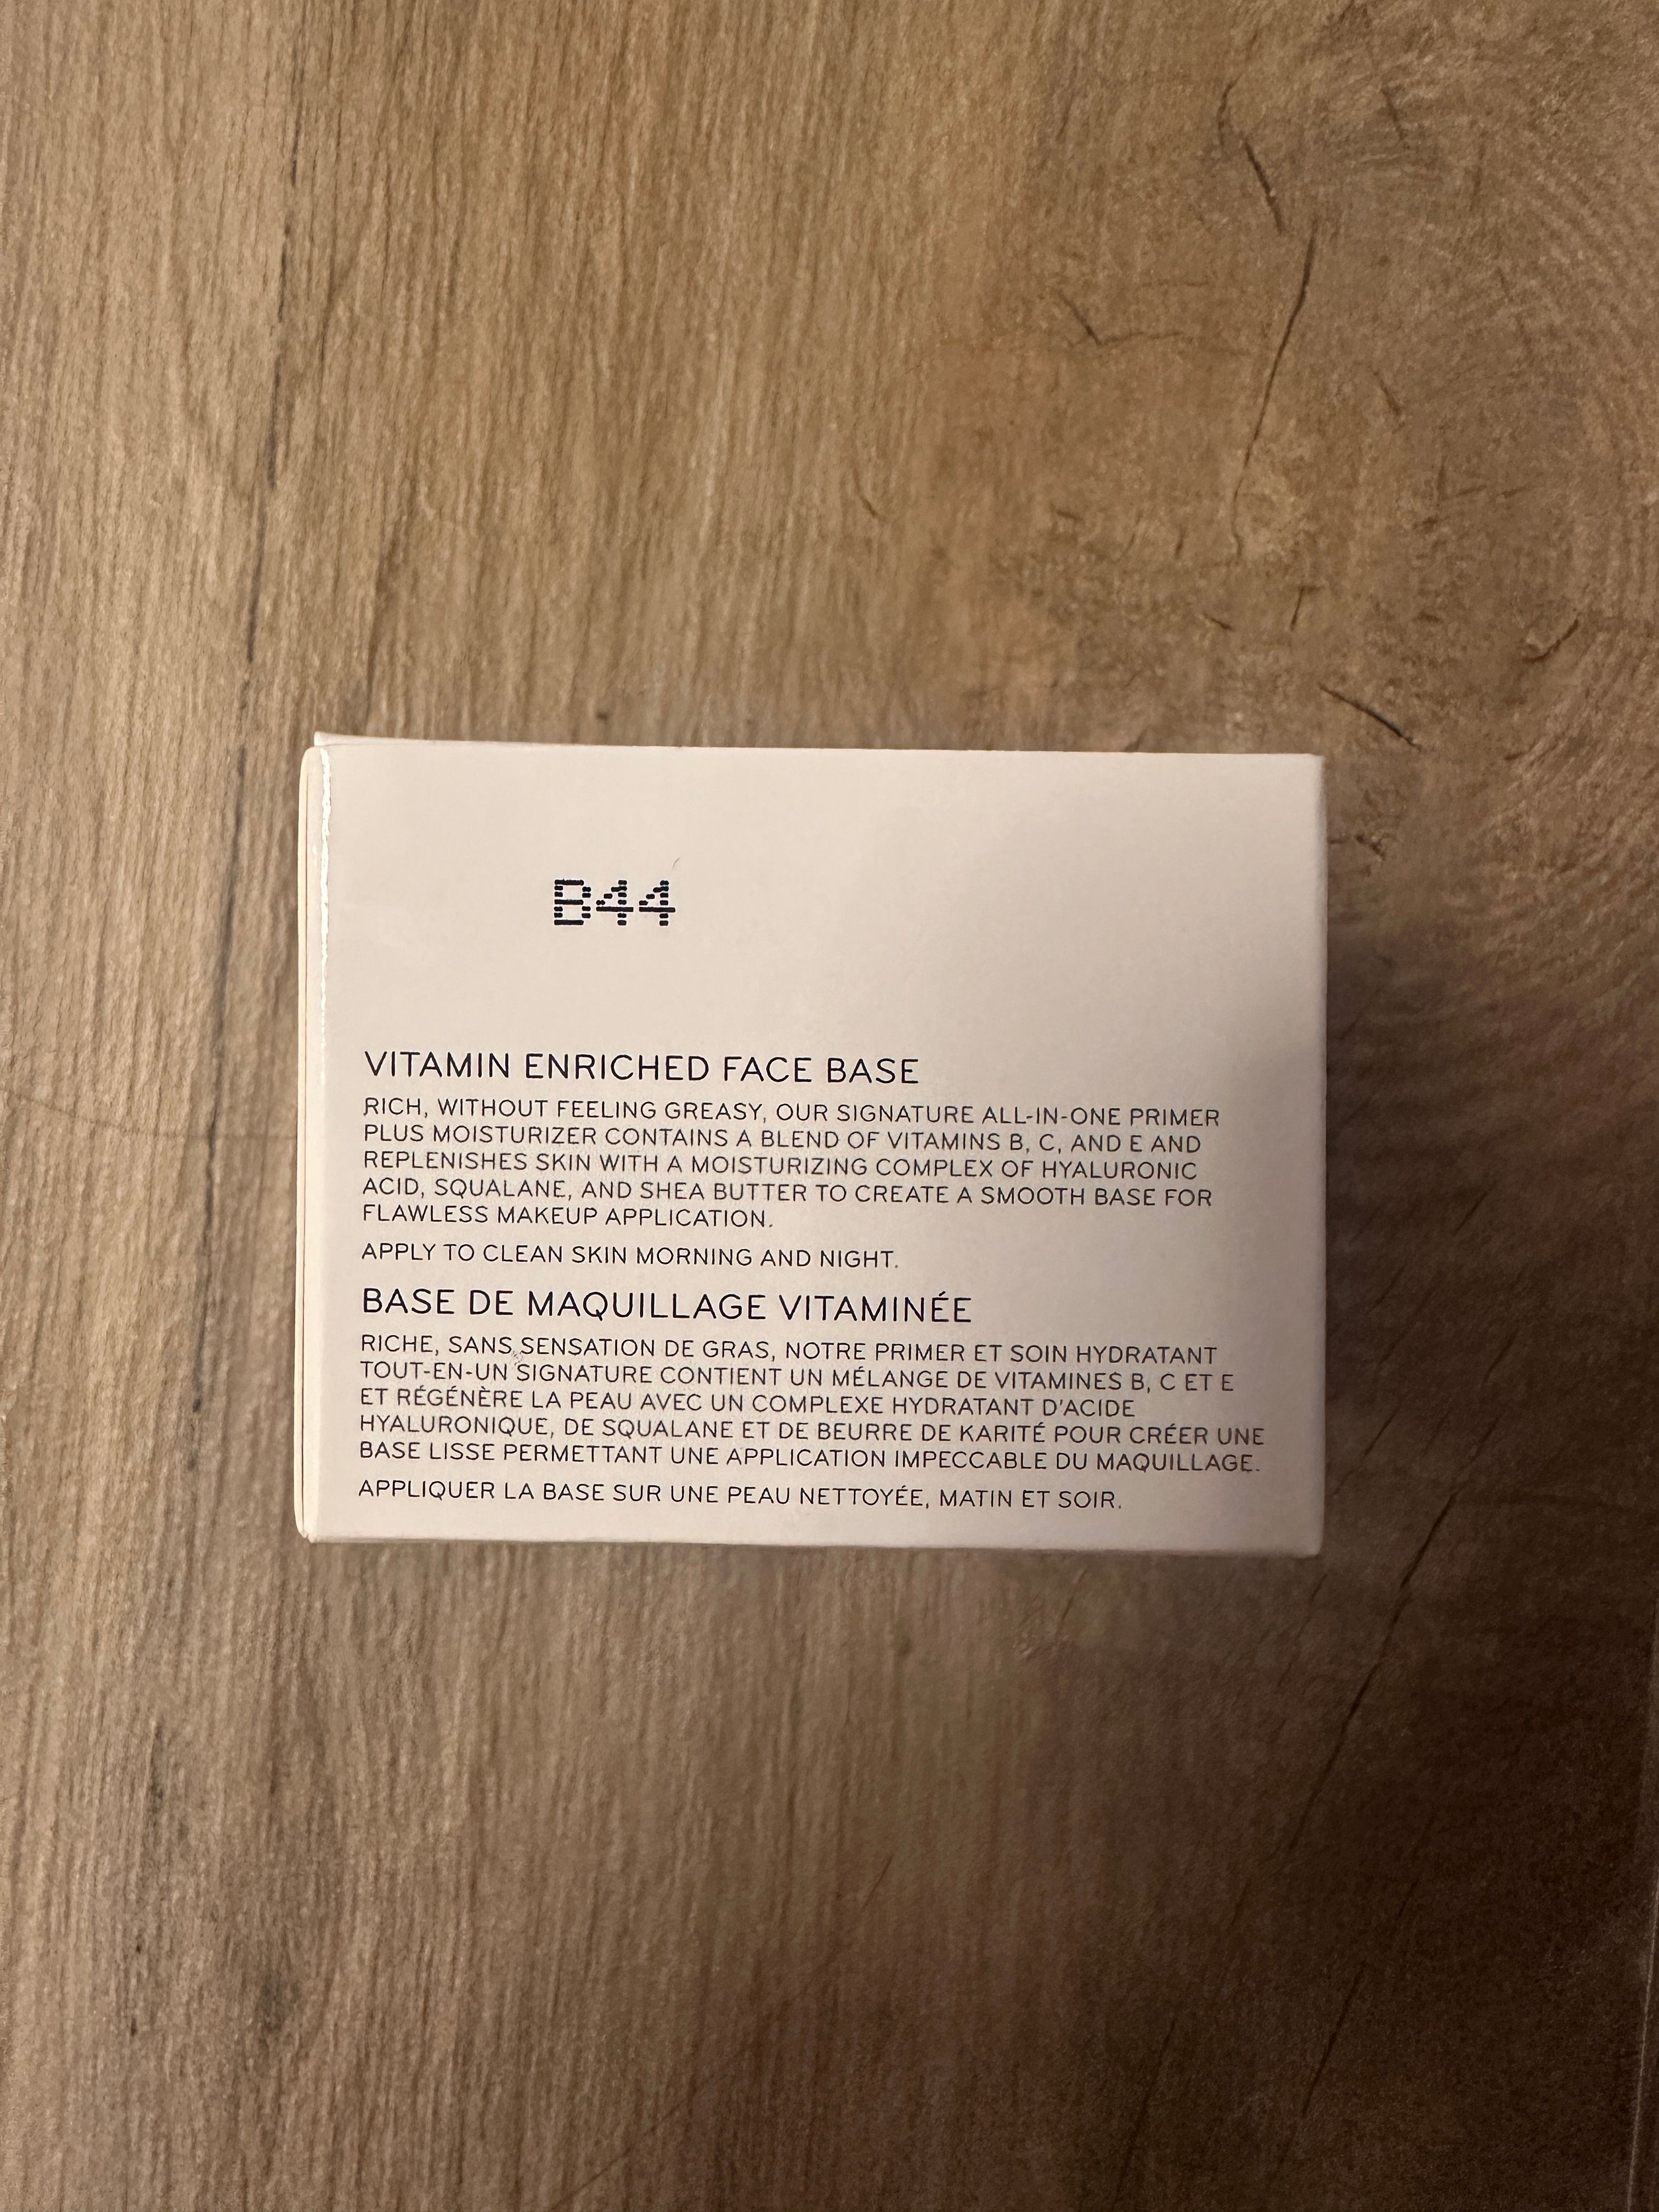 B44
VITAMIN ENRICHED FACE BASE
RICH, WITHOUT FEELING GREASY, OUR SIGNATURE ALL-IN-ONE PRIMER
PLUS MOISTURIZER CONTAINS A BLEND OF VITAMINS B, C, AND E AND
REPLENISHES SKIN WITH A MOISTURIZING COMPLEX OF HYALURONIC
ACID, SQUALANE, AND SHEA BUTTER TO CREATE A SMOOTH BASE FOR
FLAWLESS MAKEUP APPLICATION.
APPLY TO CLEAN SKIN MORNING AND NIGHT.
BASE DE MAQUILLAGE VITAMINÉE
RICHE, SANS SENSATION DE GRAS, NOTRE PRIMER ET SOIN HYDRATANT
TOUT-EN-UN SIGNATURE CONTIENT UN MÉLANGE DE VITAMINES B, C ET E
ET RÉGÉNÈRE LA PEAU AVEC UN COMPLEXE HYDRATANT D'ACIDE
HYALURONIQUE, DE SQUALANE ET DE BEURRE DE KARITÉ POUR CRÉER UNE
BASE LISSE PERMETTANT UNE APPLICATION IMPECCABLE DU MAQUILLAGE.
APPLIQUER LA BASE SUR UNE PEAU NETTOYÉE, MATIN ET SOIR.